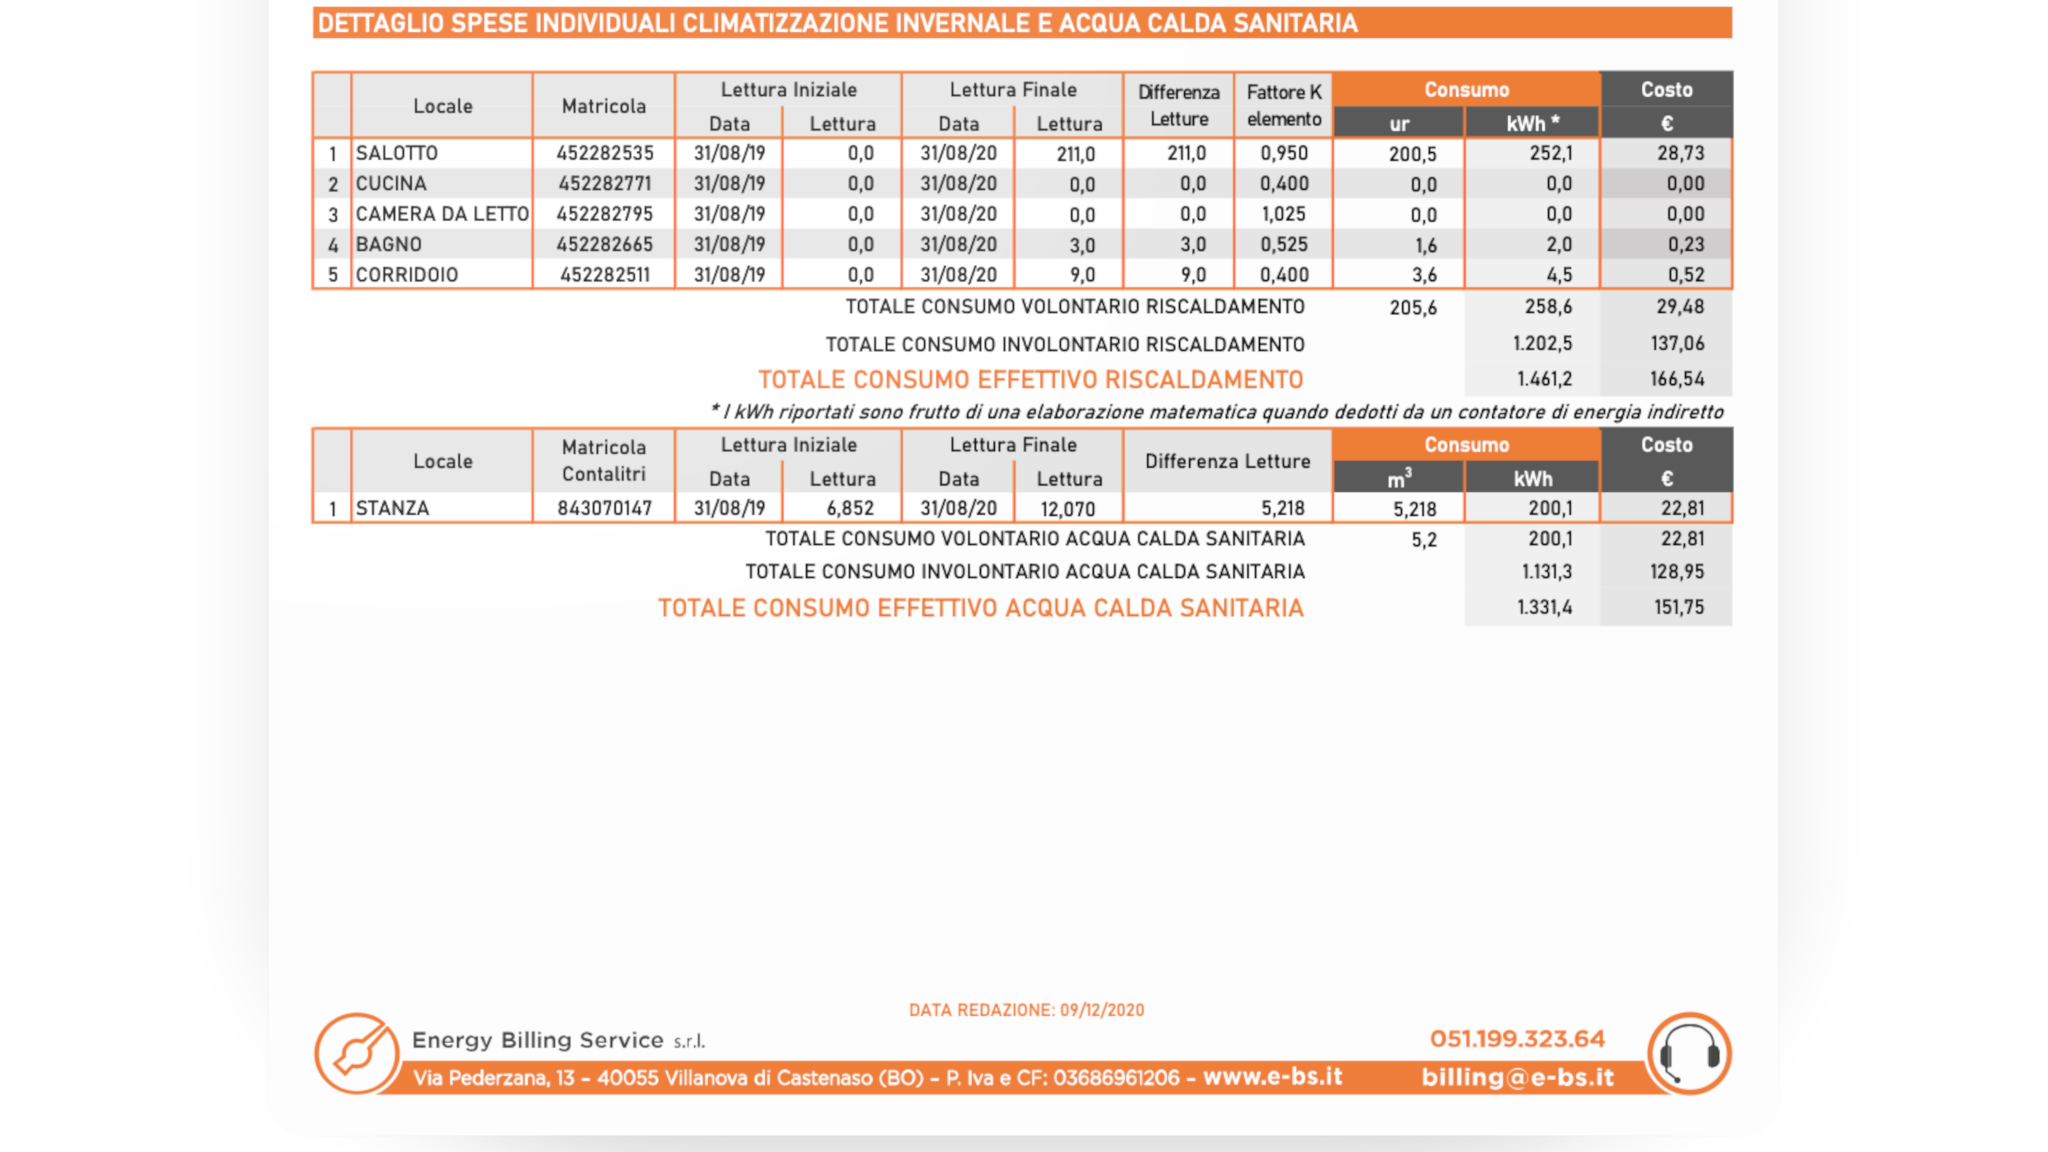 DETTAGLIO SPESE INDIVIDUALI CLIMATIZZAZIONE INVERNALE E ACQUA CALDA SANITARIA
Locale Matricola Lettura Iniziale Lettura Finale Differenza Letture Fattore K elemento Consumo Costo
Data Lettura Data Lettura ur kWh * €
1 SALOTTO 452282535 31/08/19 0,0 31/08/20 211,0 211,0 0,950 200,5 252,1 28,73
2 CUCINA 452282771 31/08/19 0,0 31/08/20 0,0 0,0 0,400 0,0 0,0 0,00
3 CAMERA DA LETTO 452282795 31/08/19 0,0 31/08/20 0,0 0,0 1,025 0,0 0,0 0,00
4 BAGNO 452282665 31/08/19 0,0 31/08/20 3,0 3,0 0,525 1,6 2,0 0,23
5 CORRIDOIO 452282511 31/08/19 0,0 31/08/20 9,0 9,0 0,400 3,6 4,5 0,52
TOTALE CONSUMO VOLONTARIO RISCALDAMENTO 205,6 258,6 29,48
TOTALE CONSUMO INVOLONTARIO RISCALDAMENTO 1.202,5 137,06
TOTALE CONSUMO EFFETTIVO RISCALDAMENTO 1.461,2 166,54
* I kWh riportati sono frutto di una elaborazione matematica quando dedotti da un contatore di energia indiretto
Locale Matricola Contalitri Lettura Iniziale Lettura Finale Differenza Letture Consumo Costo
Data Lettura Data Lettura m³ kWh €
1 STANZA 843070147 31/08/19 6,852 31/08/20 12,070 5,218 5,218 200,1 22,81
TOTALE CONSUMO VOLONTARIO ACQUA CALDA SANITARIA 5,2 200,1 22,81
TOTALE CONSUMO INVOLONTARIO ACQUA CALDA SANITARIA 1.131,3 128,95
TOTALE CONSUMO EFFETTIVO ACQUA CALDA SANITARIA 1.331,4 151,75
DATA REDAZIONE: 09/12/2020
Energy Billing Service s.r.l. 051.199.323.64
Via Pederzana, 13 – 40055 Villanova di Castenaso (BO) – P. Iva e CF: 03686961206 – www.e-bs.it billing@e-bs.it